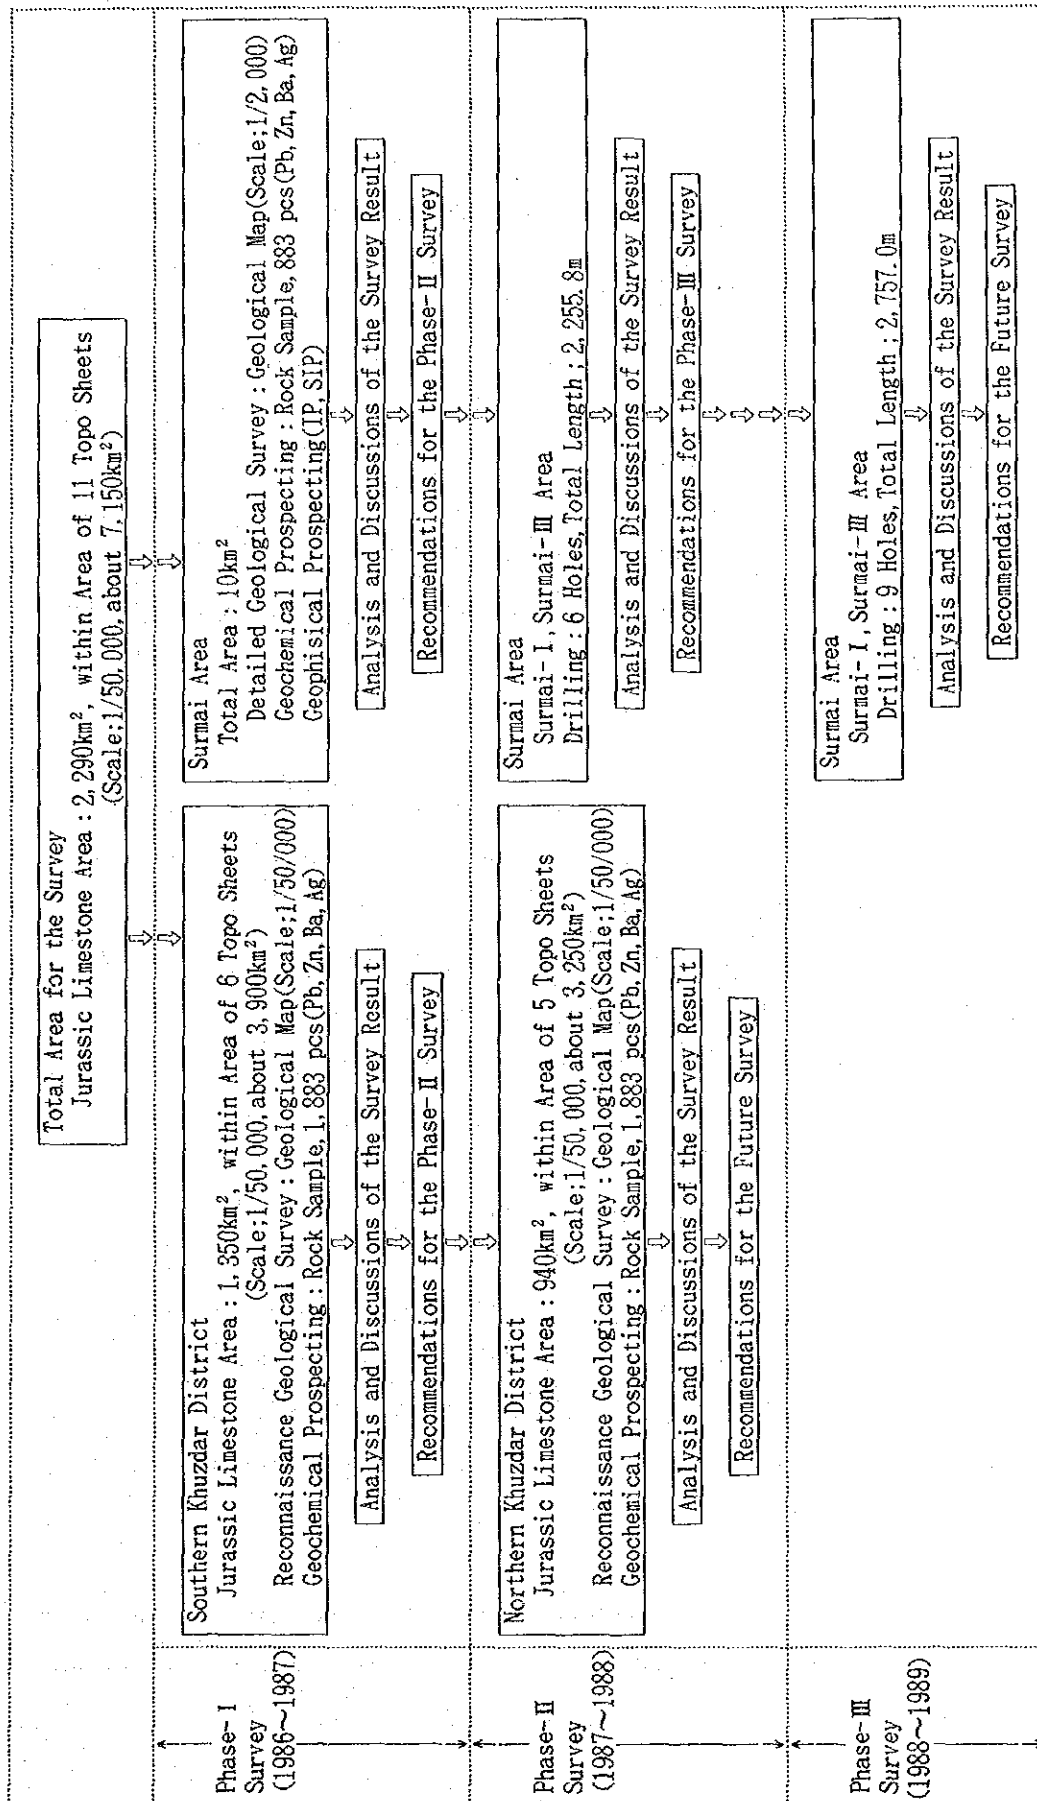 Total Area for the Survey
Jurassic Limestone Area : 2,290km², within Area of 11 Topo Sheets
(Scale;1/50,000,about 7,150km²)
Phase-I
Survey
(1986～1987)
Southern Khuzdar District
Jurassic Limestone Area : 1,350km², within Area of 6 Topo Sheets
(Scale;1/50,000,about 3,900km²)
Reconnaissance Geological Survey : Geological Map(Scale;1/50/000)
Geochemical Prospecting : Rock Sample,1,883 pcs(Pb,Zn,Ba,Ag)
Analysis and Discussions of the Survey Result
Recommendations for the Phase-II Survey
Surmai Area
Total Area : 10km²
Detailed Geological Survey : Geological Map(Scale;1/2,000)
Geochemical Prospecting : Rock Sample,883 pcs(Pb,Zn,Ba,Ag)
Geophisical Prospecting(IP,SIP)
Analysis and Discussions of the Survey Result
Recommendations for the Phase-II Survey
Phase-II
Survey
(1987～1988)
Northern Khuzdar District
Jurassic Limestone Area : 940km², within Area of 5 Topo Sheets
(Scale;1/50,000,about 3,250km²)
Reconnaissance Geological Survey : Geological Map(Scale;1/50/000)
Geochemical Prospecting : Rock Sample,1,883 pcs(Pb,Zn,Ba,Ag)
Analysis and Discussions of the Survey Result
Recommendations for the Future Survey
Surmai Area
Surmai-I,Surmai-III Area
Drilling : 6 Holes,Total Length ; 2,255.8m
Analysis and Discussions of the Survey Result
Recommendations for the Phase-III Survey
Phase-III
Survey
(1988～1989)
Surmai Area
Surmai-I,Surmai-III Area
Drilling : 9 Holes,Total Length ; 2,757.0m
Analysis and Discussions of the Survey Result
Recommendations for the Future Survey